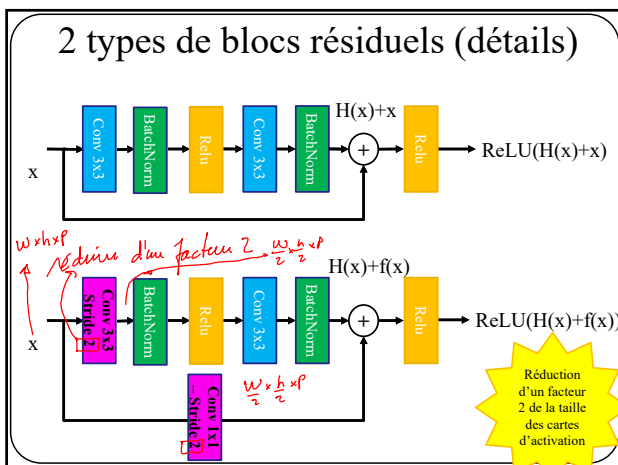 2 types de blocs résiduels (détails)
H(x)+x
x
Conv 3x3
BatchNorm
Relu
Conv 3x3
BatchNorm
+
Relu
ReLU(H(x)+x)
w x h x p
réduire d'un facteur 2
w/2 x h/2 x p
H(x)+f(x)
x
Conv 3x3
Stride 2
BatchNorm
Relu
Conv 3x3
BatchNorm
+
Relu
ReLU(H(x)+f(x))
w/2 x h/2 x p
Conv 1x1
– Stride 2
Réduction
d'un facteur
2 de la taille
des cartes
d'activation